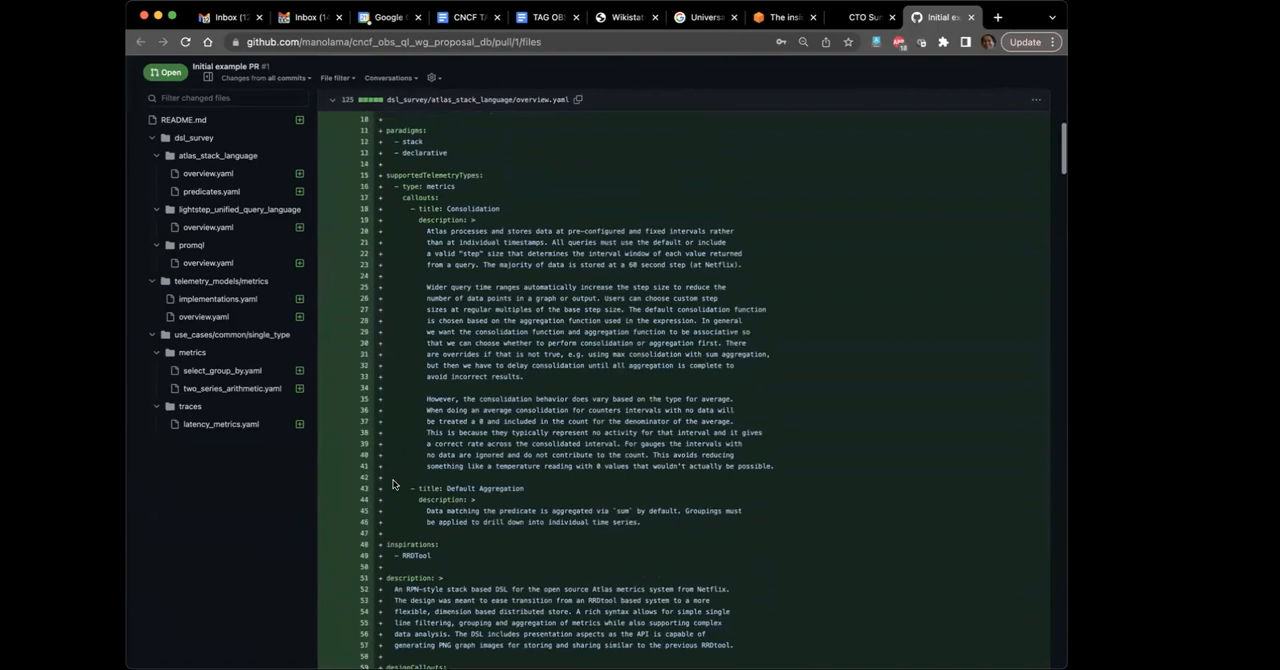 Inbox (12
Inbox (14
Google S
CNCF TA
TAG OBS
Wikistat
Universa
The insi
CTO Sur
Initial ex
github.com/manolama/cncf_obs_ql_wg_proposal_db/pull/1/files
Update
Open
Initial example PR #1
Changes from all commits
File filter
Conversations
Filter changed files
README.md
dsl_survey
atlas_stack_language
overview.yaml
predicates.yaml
lightstep_unified_query_language
overview.yaml
promql
overview.yaml
telemetry_models/metrics
implementations.yaml
overview.yaml
use_cases/common/single_type
metrics
select_group_by.yaml
two_series_arithmetic.yaml
traces
latency_metrics.yaml
125 dsl_survey/atlas_stack_language/overview.yaml
10 +
11 + paradigms:
12 + - stack
13 + - declarative
14 +
15 + supportedTelemetryTypes:
16 + - type: metrics
17 + callouts:
18 + - title: Consolidation
19 + description: >
20 + Atlas processes and stores data at pre-configured and fixed intervals rather
21 + than at individual timestamps. All queries must use the default or include
22 + a valid "step" size that determines the interval window of each value returned
23 + from a query. The majority of data is stored at a 60 second step (at Netflix).
24 +
25 + Wider query time ranges automatically increase the step size to reduce the
26 + number of data points in a graph or output. Users can choose custom step
27 + sizes at regular multiples of the base step size. The default consolidation function
28 + is chosen based on the aggregation function used in the expression. In general
29 + we want the consolidation function and aggregation function to be associative so
30 + that we can choose whether to perform consolidation or aggregation first. There
31 + are overrides if that is not true, e.g. using max consolidation with sum aggregation,
32 + but then we have to delay consolidation until all aggregation is complete to
33 + avoid incorrect results.
34 +
35 + However, the consolidation behavior does vary based on the type for average.
36 + When doing an average consolidation for counters intervals with no data will
37 + be treated a 0 and included in the count for the denominator of the average.
38 + This is because they typically represent no activity for that interval and it gives
39 + a correct rate across the consolidated interval. For gauges the intervals with
40 + no data are ignored and do not contribute to the count. This avoids reducing
41 + something like a temperature reading with 0 values that wouldn't actually be possible.
42 +
43 + - title: Default Aggregation
44 + description: >
45 + Data matching the predicate is aggregated via `sum` by default. Groupings must
46 + be applied to drill down into individual time series.
47 +
48 + inspirations:
49 + - RRDTool
50 +
51 + description: >
52 + An RPN-style stack based DSL for the open source Atlas metrics system from Netflix.
53 + The design was meant to ease transition from an RRDTool based system to a more
54 + flexible, dimension based distributed store. A rich syntax allows for simple single
55 + line filtering, grouping and aggregation of metrics while also supporting complex
56 + data analysis. The DSL includes presentation aspects as the API is capable of
57 + generating PNG graph images for storing and sharing similar to the previous RRDtool.
58 +
59 + designCallouts: